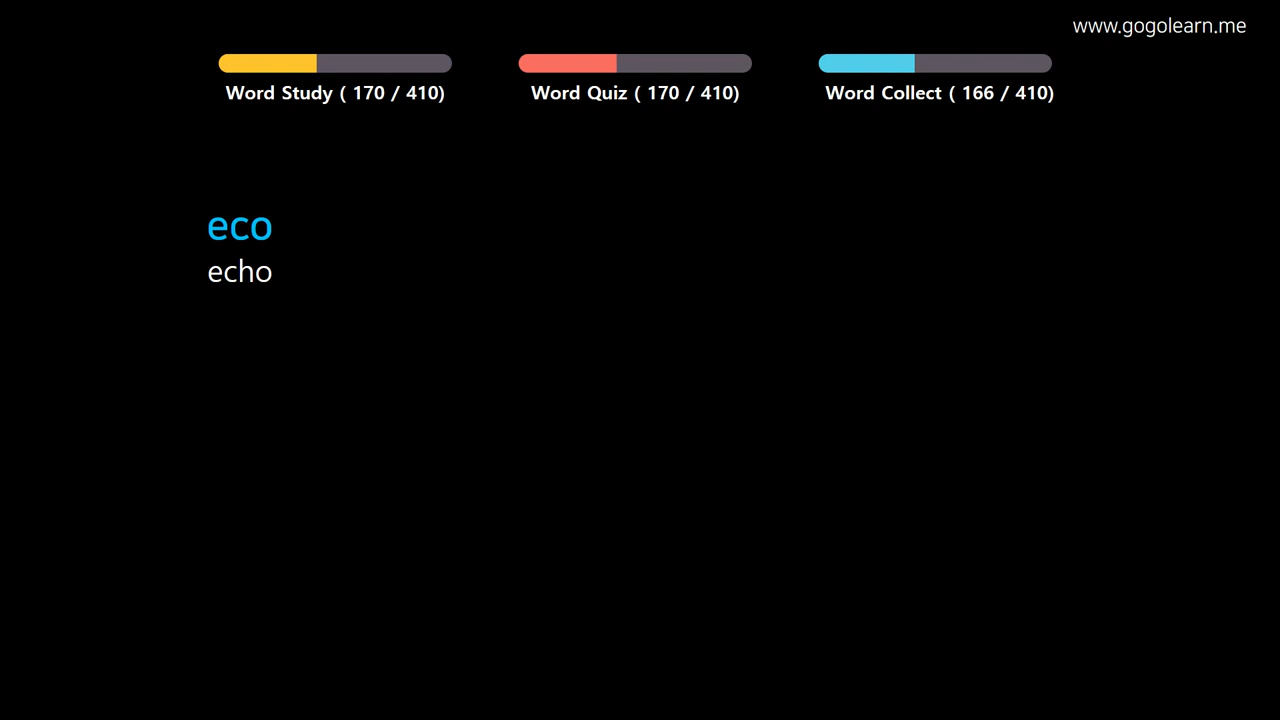 www.gogolearn.me
Word Study ( 170 / 410)
Word Quiz ( 170 / 410)
Word Collect ( 166 / 410)
eco
echo